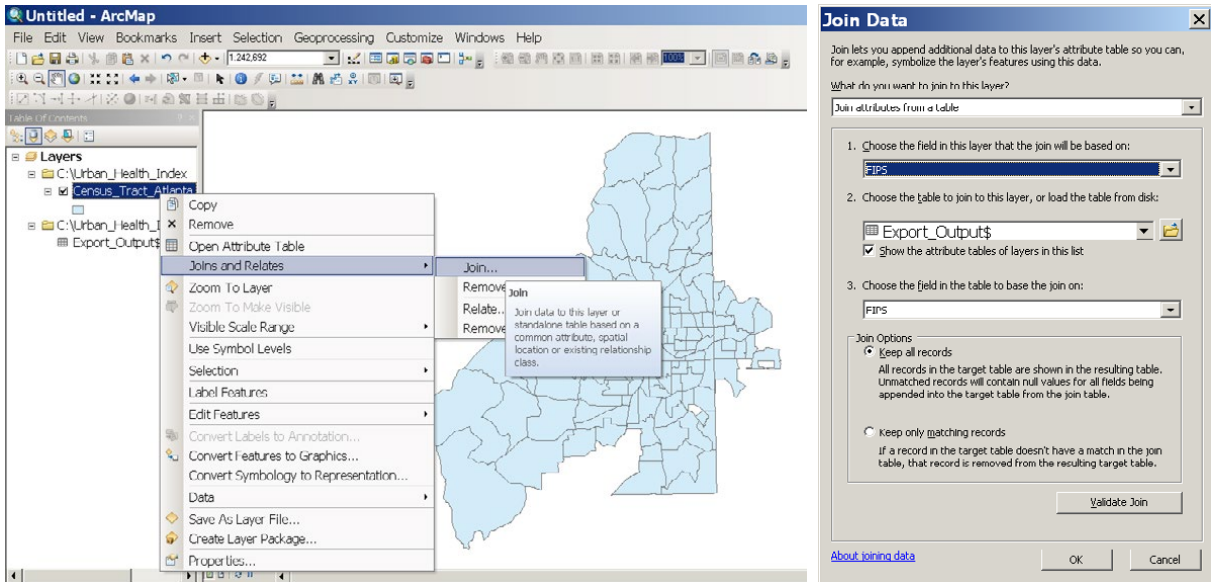 Untitled - ArcMap
File Edit View Bookmarks Insert Selection Geoprocessing Customize Windows Help
1:242,692
100%
Table Of Contents
Layers
C:\Urban_Health_Index
Census_Tract_Atlanta
C:\Urban_Health_I
Export_Output$
Copy
Remove
Open Attribute Table
Joins and Relates
Zoom To Layer
Zoom To Make Visible
Visible Scale Range
Use Symbol Levels
Selection
Label Features
Edit Features
Convert Labels to Annotation...
Convert Features to Graphics...
Convert Symbology to Representation...
Data
Save As Layer File...
Create Layer Package...
Properties...
Join...
Remove
Relate...
Remove
Join
Join data to this layer or
standalone table based on a
common attribute, spatial
location or existing relationship
class.
Join Data
Join lets you append additional data to this layer's attribute table so you can,
for example, symbolize the layer's features using this data.
What do you want to join to this layer?
Join attributes from a table
1. Choose the field in this layer that the join will be based on:
FIPS
2. Choose the table to join to this layer, or load the table from disk:
Export_Output$
Show the attribute tables of layers in this list
3. Choose the field in the table to base the join on:
FIPS
Join Options
Keep all records
All records in the target table are shown in the resulting table.
Unmatched records will contain null values for all fields being
appended into the target table from the join table.
Keep only matching records
If a record in the target table doesn't have a match in the join
table, that record is removed from the resulting target table.
Validate Join
About joining data
OK
Cancel